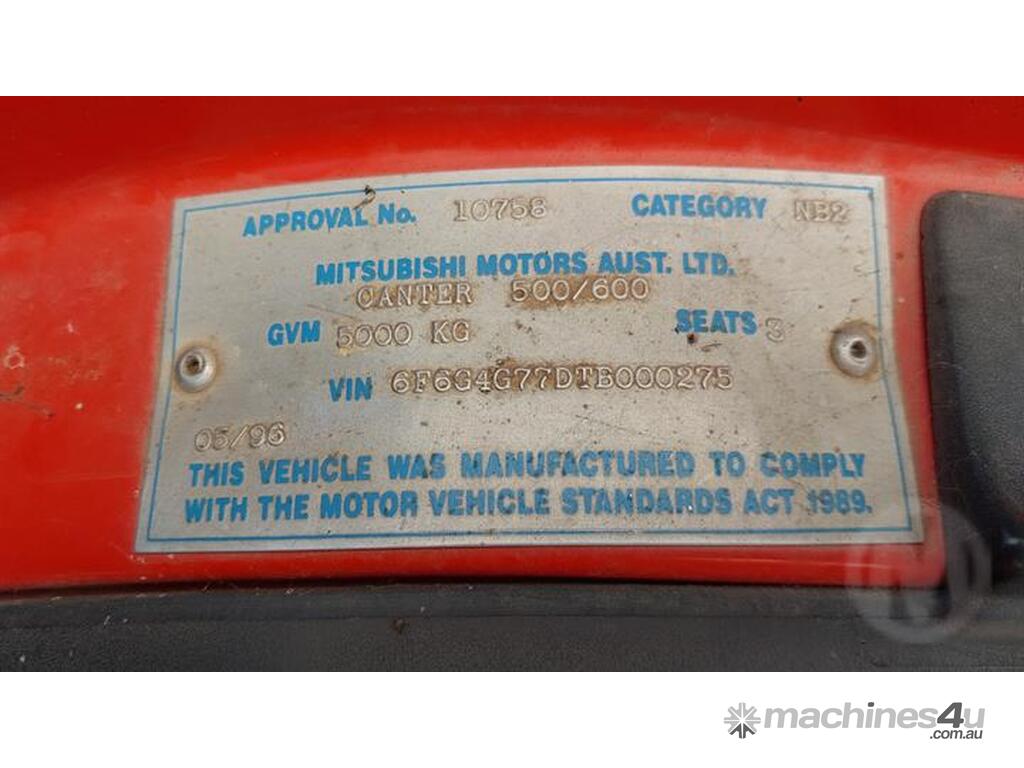 APPROVAL No. 10758 CATEGORY NB2
MITSUBISHI MOTORS AUST. LTD.
CANTER 500/600
GVM 5000 KG SEATS 3
VIN 6F6G4G77DTB000275
05/96
THIS VEHICLE WAS MANUFACTURED TO COMPLY
WITH THE MOTOR VEHICLE STANDARDS ACT 1989.
machines4u
.com.au